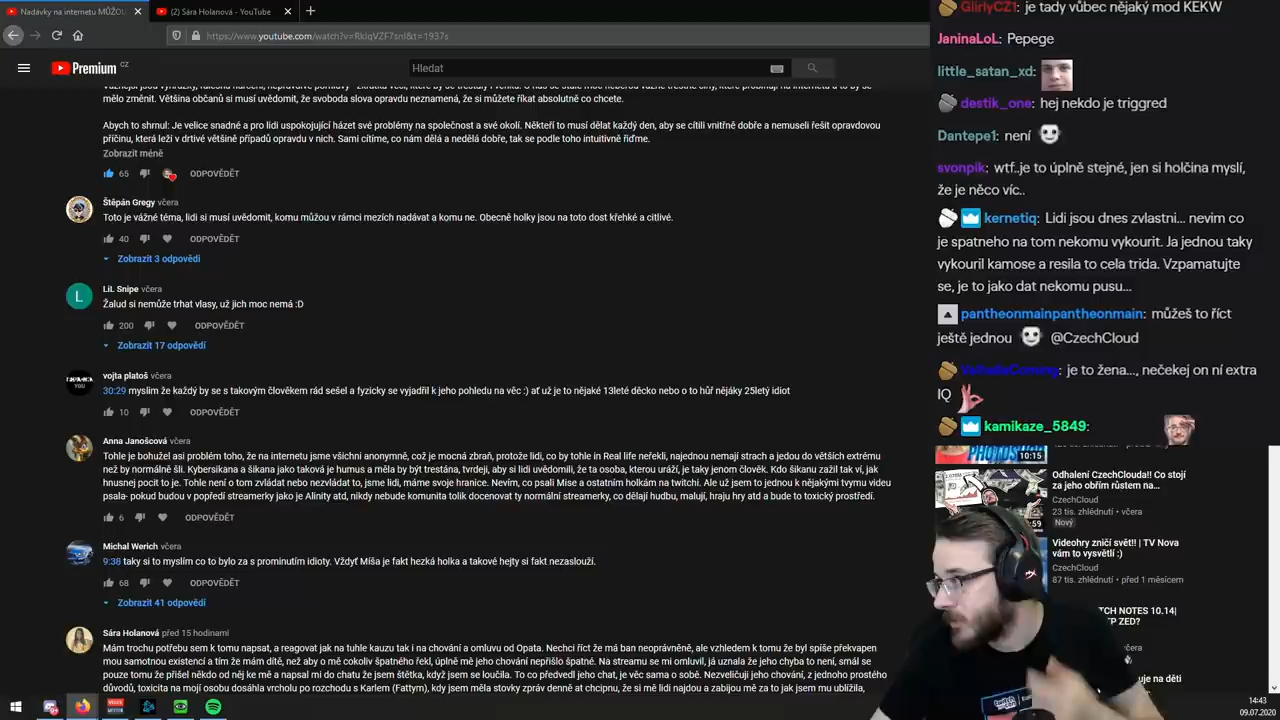 Nadávky na internetu MŮŽOU
(2) Sára Holanová - YouTube
https://www.youtube.com/watch?v=RkIqVZF7snI&t=1937s
Premium CZ
Hledat
mělo změnit. Většina občanů si musí uvědomit, že svoboda slova opravdu neznamená, že si můžete říkat absolutně co chcete.
Abych to shrnul: Je velice snadné a pro lidi uspokojující házet své problémy na společnost a své okolí. Někteří to musí dělat každý den, aby se cítili vnitřně dobře a nemuseli řešit opravdovou
příčinu, která leží v drtivé většině případů opravdu v nich. Sami cítíme, co nám dělá a nedělá dobře, tak se podle toho intuitivně řiďme.
Zobrazit méně
65 ODPOVĚDĚT
Štěpán Gregy včera
Toto je vážné téma, lidi si musí uvědomit, komu můžou v rámci mezích nadávat a komu ne. Obecně holky jsou na toto dost křehké a citlivé.
40 ODPOVĚDĚT
Zobrazit 3 odpovědi
L
LiL Snipe včera
Žalud si nemůže trhat vlasy, už jich moc nemá :D
200 ODPOVĚDĚT
Zobrazit 17 odpovědí
vojta platoš včera
30:29 myslim že každý by se s takovým člověkem rád sešel a fyzicky se vyjadřil k jeho pohledu na věc :) ať už je to nějaké 13leté děcko nebo o to hůř nějáky 25letý idiot
10 ODPOVĚDĚT
Anna Janošcová včera
Tohle je bohužel asi problém toho, že na internetu jsme všichni anonymně, což je mocná zbraň, protože lidi, co by tohle in Real life neřekli, najednou nemají strach a jedou do většich extrému
než by normálně šli. Kybersikana a šikana jako taková je humus a měla by být trestána, tvrdeji, aby si lidi uvědomili, že ta osoba, kterou uráží, je taky jenom člověk. Kdo šikanu zažil tak ví, jak
hnusnej pocit to je. Tohle není o tom zvládat nebo nezvládat to, jsme lidi, máme svoje hranice. Nevím, co psali Mise a ostatním holkám na twitchi. Ale už jsem to jednou k nějakými tvymu videu
psala- pokud budou v popředí streamerky jako je Alinity atd, nikdy nebude komunita tolik docenovat ty normální streamerky, co dělají hudbu, malují, hraju hry atd a bude to toxický prostředí.
6 ODPOVĚDĚT
Michal Werich včera
9:38 taky si to myslím co to bylo za s prominutím idioty. Vždyť Míša je fakt hezká holka a takové hejty si fakt nezaslouží.
68 ODPOVĚDĚT
Zobrazit 41 odpovědí
Sára Holanová před 15 hodinami
Mám trochu potřebu sem k tomu napsat, a reagovat jak na tuhle kauzu tak i na chování a omluvu od Opata. Nechci říct že má ban neoprávněně, ale vzhledem k tomu že byl spíše překvapen
mou samotnou existencí a tím že mám dítě, než aby o mě cokoliv špatného řekl, úplně mě jeho chování nepřišlo špatné. Na streamu se mi omluvil, já uznala že jeho chyba to není, smál se
pouze tomu že přišel někdo od něj ke mě a napsal mi do chatu že jsem štětka, když jsem se loučila. To co předvedl jeho chat, je věc sama o sobě. Nezveličuji jeho chování, z jednoho prostého
důvodů, toxicita na mojí osobu dosáhla vrcholu po rozchodu s Karlem (Fattym), kdy jsem měla stovky zpráv denně at chcipnu, že si mě lidi najdou a zabijou mě za to jak jsem mu ublížila,
GlirlyCZ1: je tady vůbec nějaký mod KEKW
JaninaLoL: Pepege
little_satan_xd:
destik_one: hej nekdo je triggred
Dantepe1: není
svonpik: wtf..je to úplně stejné, jen si holčina myslí,
že je něco víc..
kernetiq: Lidi jsou dnes zvlastni... nevim co
je spatneho na tom nekomu vykourit. Ja jednou taky
vykouril kamose a resila to cela trida. Vzpamatujte
se, je to jako dat nekomu pusu...
pantheonmainpantheonmain: můžeš to říct
ještě jednou @CzechCloud
ValhallaComing: je to žena..., nečekej on ní extra
IQ
kamikaze_5849:
10:15
Odhalení CzechClouda!! Co stojí
za jeho obřím růstem na...
CzechCloud
23 tis. zhlédnutí • včera
Nový
:59
Videohry zničí svět!! | TV Nova
vám to vysvětlí :)
CzechCloud
87 tis. zhlédnutí • před 1 měsícem
TCH NOTES 10.14|
EP ZED?
včera
uje na děti
14:43
09.07.2020